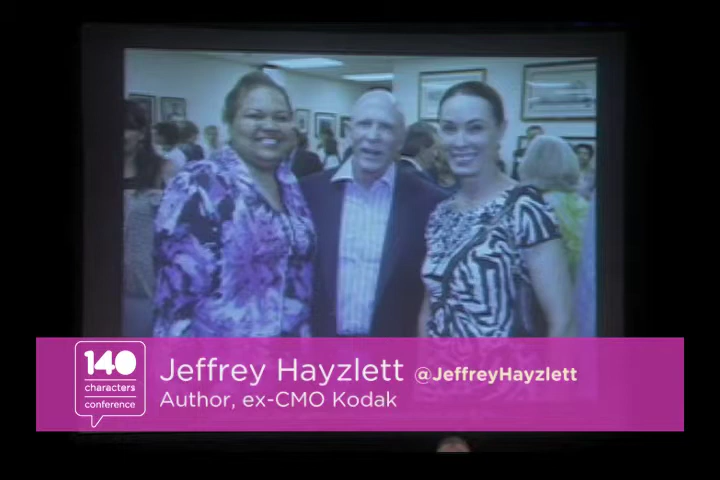 140
characters
conference
Jeffrey Hayzlett @JeffreyHayzlett
Author, ex-CMO Kodak